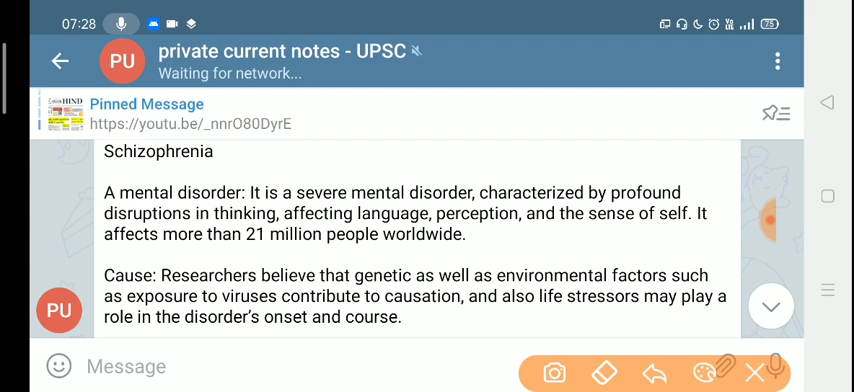 07:28
75
PU
private current notes - UPSC
Waiting for network...
HIND
Pinned Message
https://youtu.be/_nnrO80DyrE
Schizophrenia
A mental disorder: It is a severe mental disorder, characterized by profound
disruptions in thinking, affecting language, perception, and the sense of self. It
affects more than 21 million people worldwide.
Cause: Researchers believe that genetic as well as environmental factors such
as exposure to viruses contribute to causation, and also life stressors may play a
role in the disorder's onset and course.
PU
Message